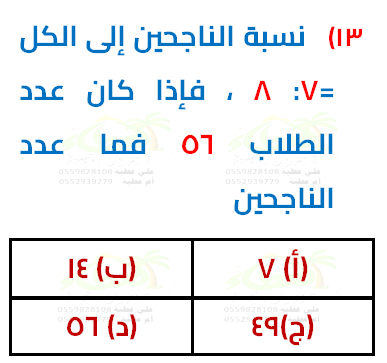 ١٣) نسبة الناجحين إلى الكل
=٧: ٨ ، فإذا كان عدد
الطلاب ٥٦ فما عدد
الناجحين
(أ) ٧
(ب) ١٤
(ج)٤٩
(د) ٥٦